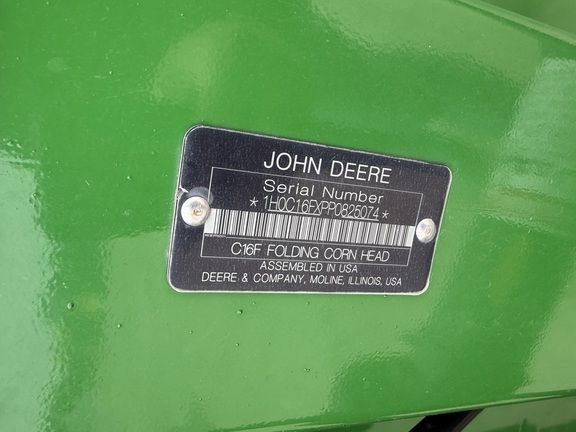 JOHN DEERE
Serial Number
*1H0C16FXPP0825074*
C16F FOLDING CORN HEAD
ASSEMBLED IN USA
DEERE & COMPANY, MOLINE, ILLINOIS, USA